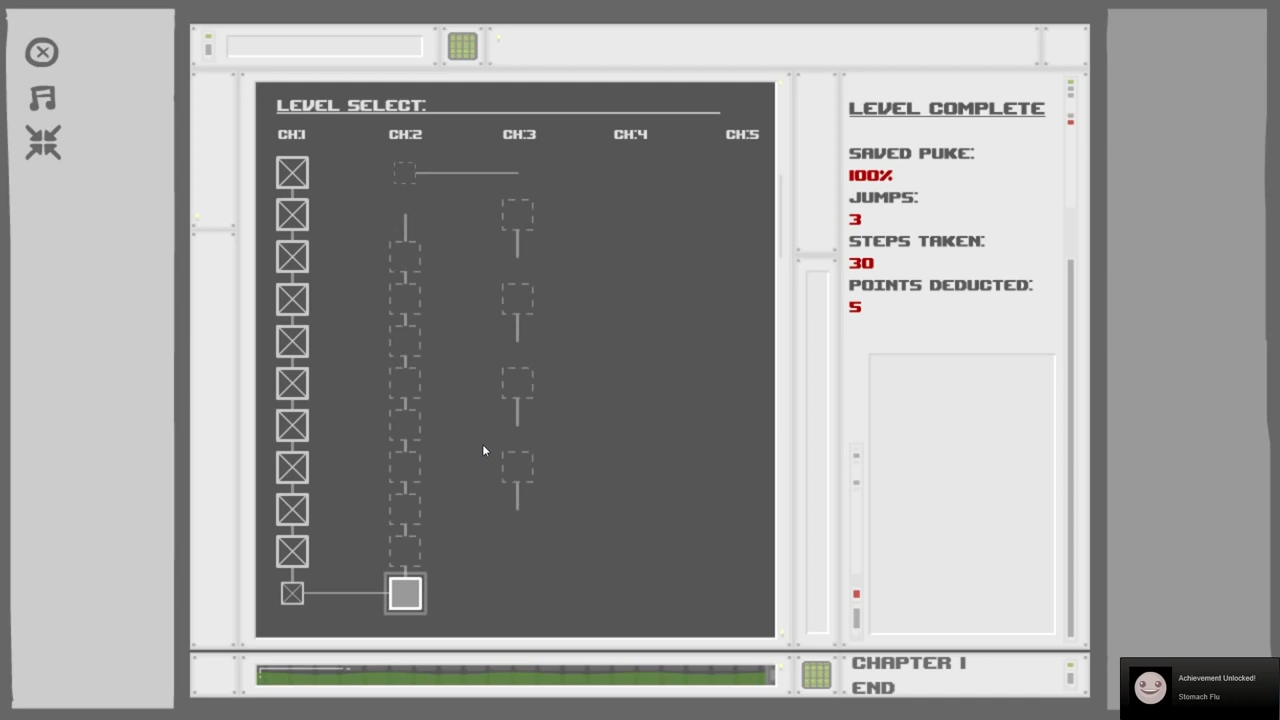 LEVEL SELECT:
CH:1 CH:2 CH:3 CH:4 CH:5
LEVEL COMPLETE
SAVED PUKE:
100%
JUMPS:
3
STEPS TAKEN:
30
POINTS DEDUCTED:
5
CHAPTER 1
END
Achievement Unlocked!
Stomach Flu